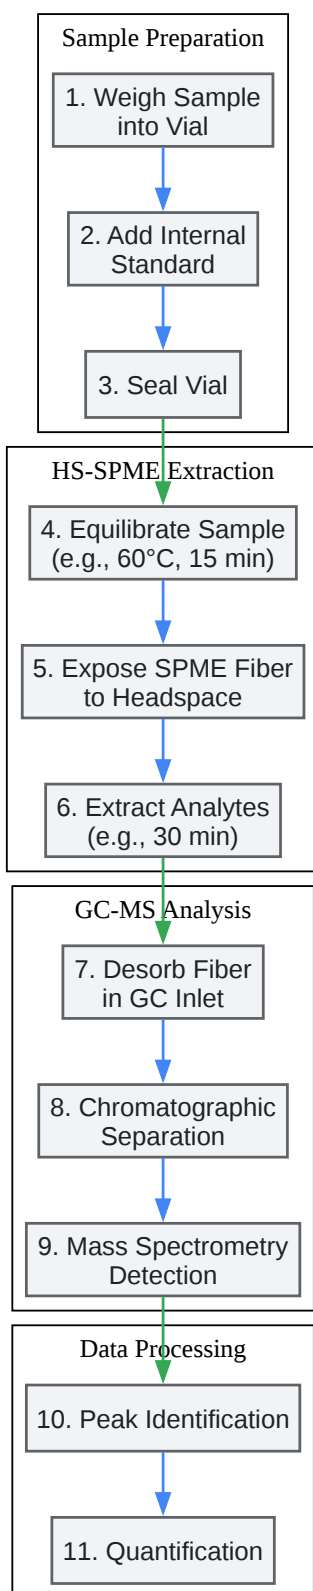 Sample Preparation
1. Weigh Sample
into Vial
2. Add Internal
Standard
3. Seal Vial
HS-SPME Extraction
4. Equilibrate Sample
(e.g., 60°C, 15 min)
5. Expose SPME Fiber
to Headspace
6. Extract Analytes
(e.g., 30 min)
GC-MS Analysis
7. Desorb Fiber
in GC Inlet
8. Chromatographic
Separation
9. Mass Spectrometry
Detection
Data Processing
10. Peak Identification
11. Quantification